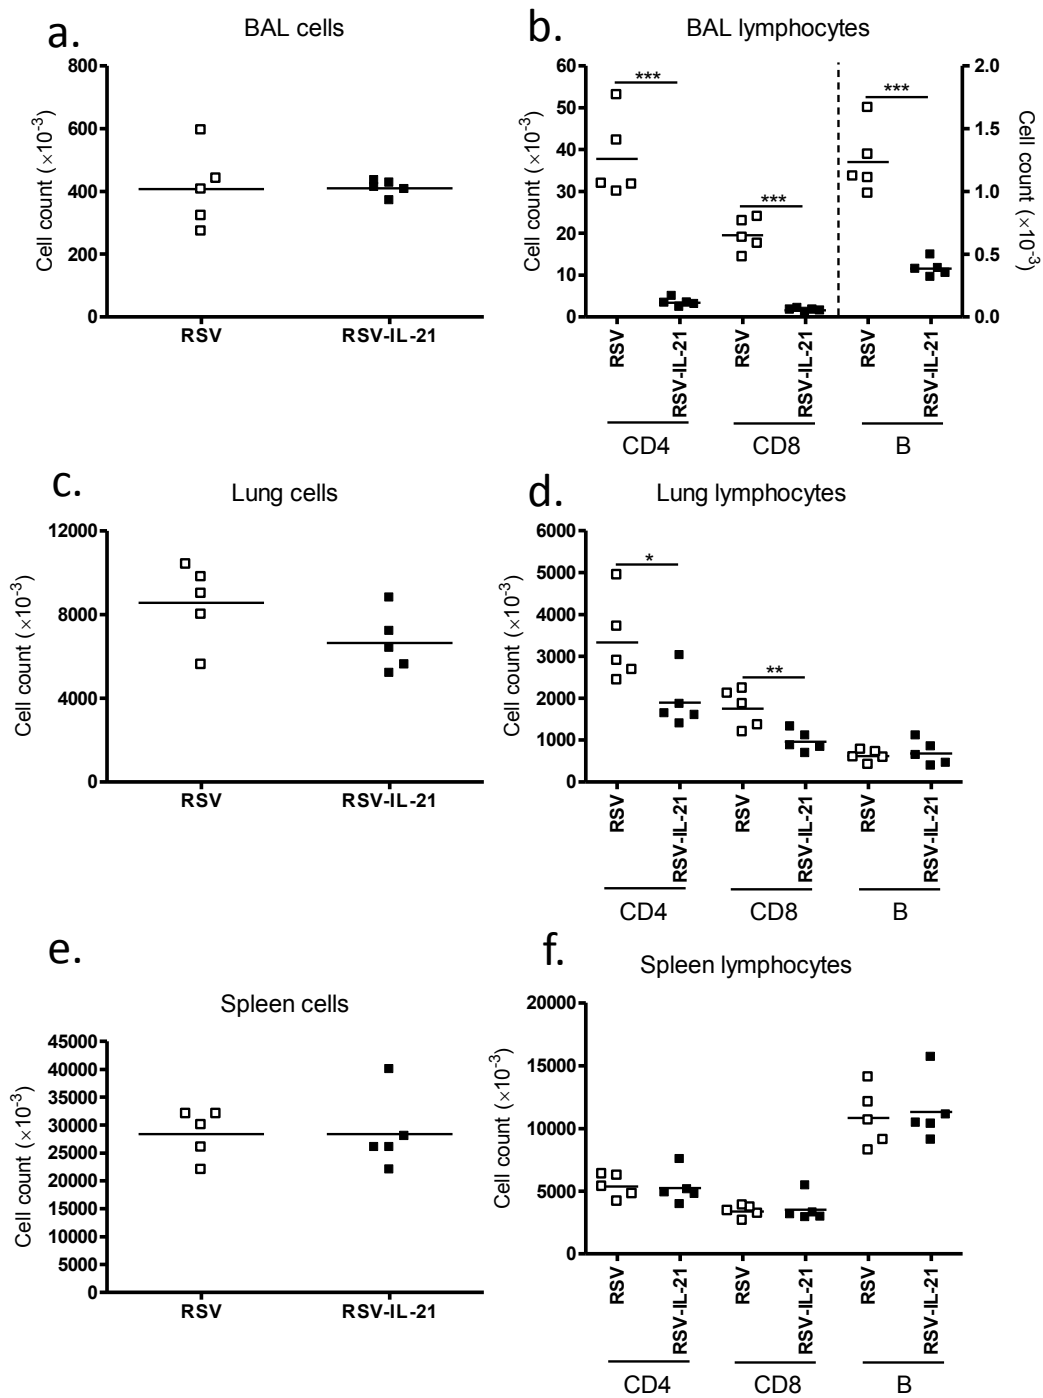 a.
BAL cells
800
600
400
200
0
Cell count (×10⁻³)
RSV
RSV-IL-21
b.
BAL lymphocytes
60
50
40
30
20
10
0
Cell count (×10⁻³)
***
***
***
2.0
1.5
1.0
0.5
0.0
Cell count (×10⁻³)
RSV
RSV-IL-21
RSV
RSV-IL-21
RSV
RSV-IL-21
CD4
CD8
B
c.
Lung cells
12000
8000
4000
0
Cell count (×10⁻³)
RSV
RSV-IL-21
d.
Lung lymphocytes
6000
5000
4000
3000
2000
1000
0
Cell count (×10⁻³)
*
**
RSV
RSV-IL-21
RSV
RSV-IL-21
RSV
RSV-IL-21
CD4
CD8
B
e.
Spleen cells
45000
40000
35000
30000
25000
20000
15000
10000
5000
0
Cell count (×10⁻³)
RSV
RSV-IL-21
f.
Spleen lymphocytes
20000
15000
10000
5000
0
Cell count (×10⁻³)
RSV
RSV-IL-21
RSV
RSV-IL-21
RSV
RSV-IL-21
CD4
CD8
B